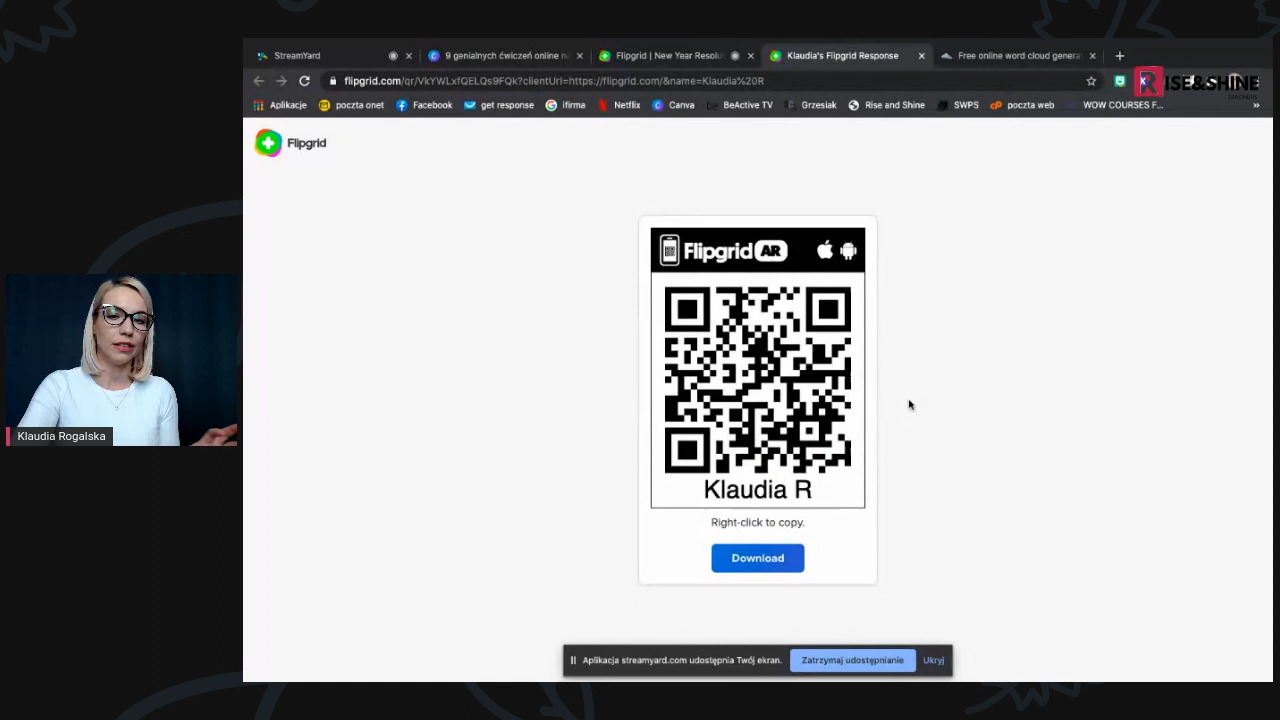 StreamYard
9 genialnych ćwiczeń online na
Flipgrid | New Year Resolu
Klaudia's Flipgrid Response
Free online word cloud genera
flipgrid.com/qr/VkYWLsTQELQs9FQk?clientUrl=https://flipgrid.com/&name=Klaudia%20R
RISE&SHINE
Aplikacje
poczta onet
Facebook
get response
ifirma
Netflix
Canva
BeActive TV
Grzesiak
Rise and Shine
SWPS
poczta web
WOW COURSES F...
Flipgrid
Flipgrid AR
Klaudia R
Right-click to copy.
Download
Klaudia Rogalska
Aplikacja streamyard.com udostępnia Twój ekran.
Zatrzymaj udostępnianie
Ukryj